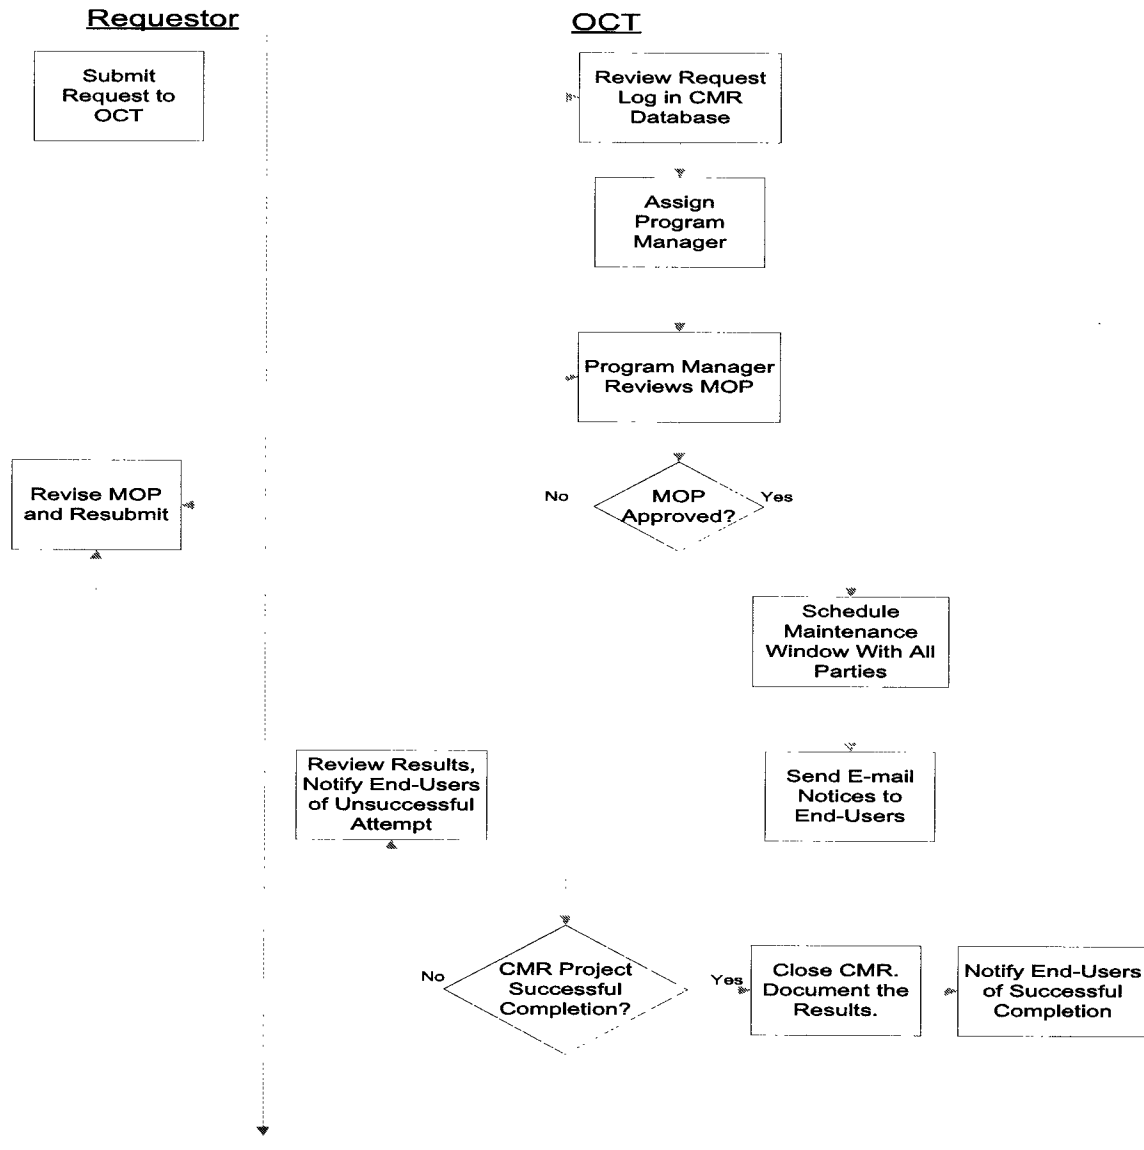 Requestor
OCT
Submit
Request to
OCT
Review Request
Log in CMR
Database
Assign
Program
Manager
Program Manager
Reviews MOP
Revise MOP
and Resubmit
No
MOP
Approved?
Yes
Schedule
Maintenance
Window With All
Parties
Review Results,
Notify End-Users
of Unsuccessful
Attempt
Send E-mail
Notices to
End-Users
No
CMR Project
Successful
Completion?
Yes
Close CMR.
Document the
Results.
Notify End-Users
of Successful
Completion